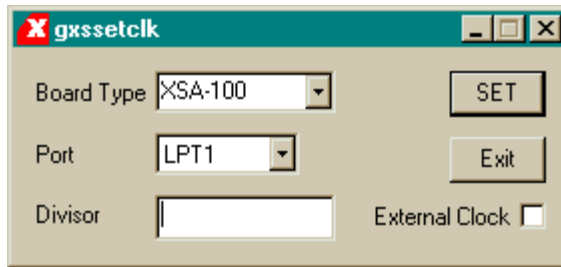 X gxssetclk
Board Type XSA-100 SET
Port LPT1 Exit
Divisor External Clock